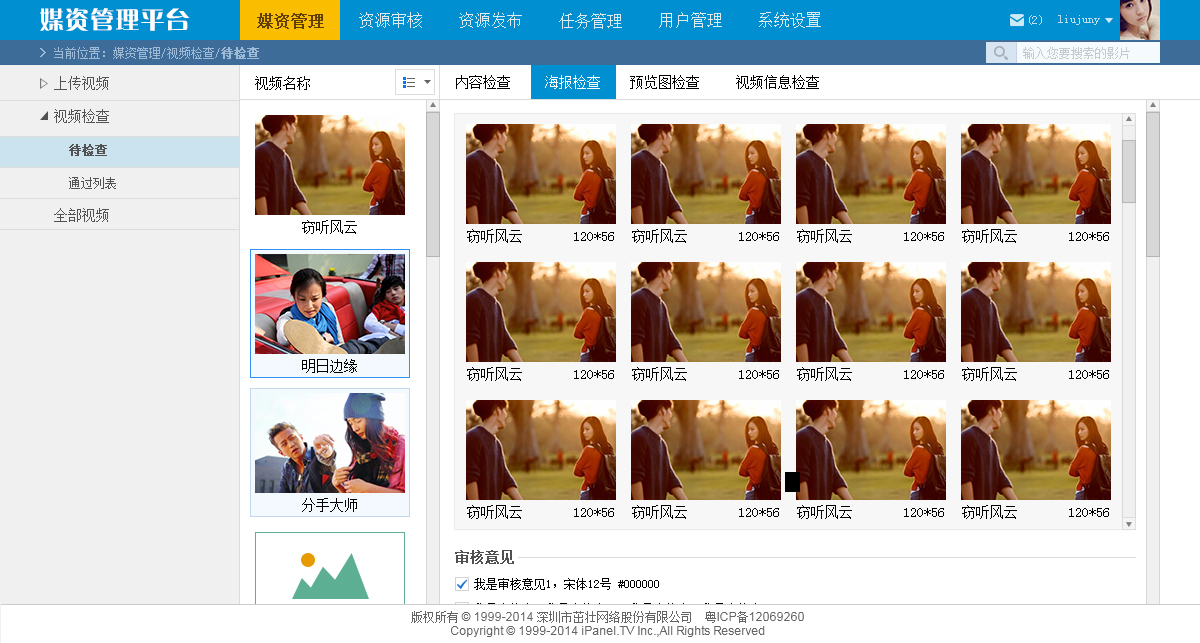 媒资管理平台 媒资管理 资源审核 资源发布 任务管理 用户管理 系统设置 (2) liujuny
当前位置：媒资管理/视频检查/待检查 输入您要搜索的影片
上传视频
视频检查
待检查
通过列表
全部视频
视频名称
窃听风云
明日边缘
分手大师
内容检查 海报检查 预览图检查 视频信息检查
窃听风云 120*56 窃听风云 120*56 窃听风云 120*56 窃听风云 120*56
窃听风云 120*56 窃听风云 120*56 窃听风云 120*56 窃听风云 120*56
窃听风云 120*56 窃听风云 120*56 窃听风云 120*56 窃听风云 120*56
审核意见
我是审核意见1，宋体12号 #000000
版权所有 © 1999-2014 深圳市茁壮网络股份有限公司 粤ICP备12069260
Copyright © 1999-2014 iPanel.TV Inc.,All Rights Reserved